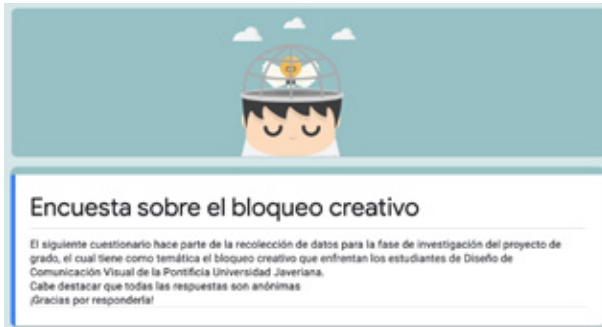 Encuesta sobre el bloqueo creativo
El siguiente cuestionario hace parte de la recolección de datos para la fase de investigación del proyecto de
grado, el cual tiene como temática el bloqueo creativo que enfrentan los estudiantes de Diseño de
Comunicación Visual de la Pontificia Universidad Javeriana.
Cabe destacar que todas las respuestas son anónimas
¡Gracias por responderla!